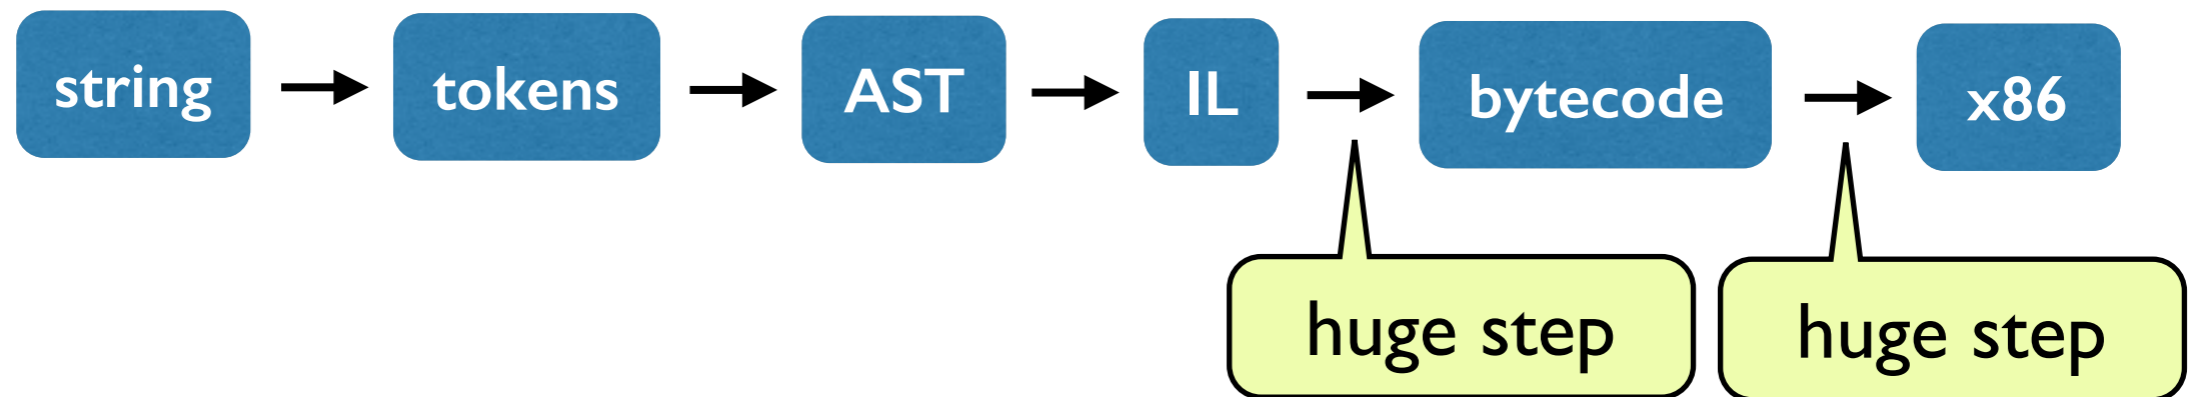 string tokens AST IL bytecode x86
huge step huge step